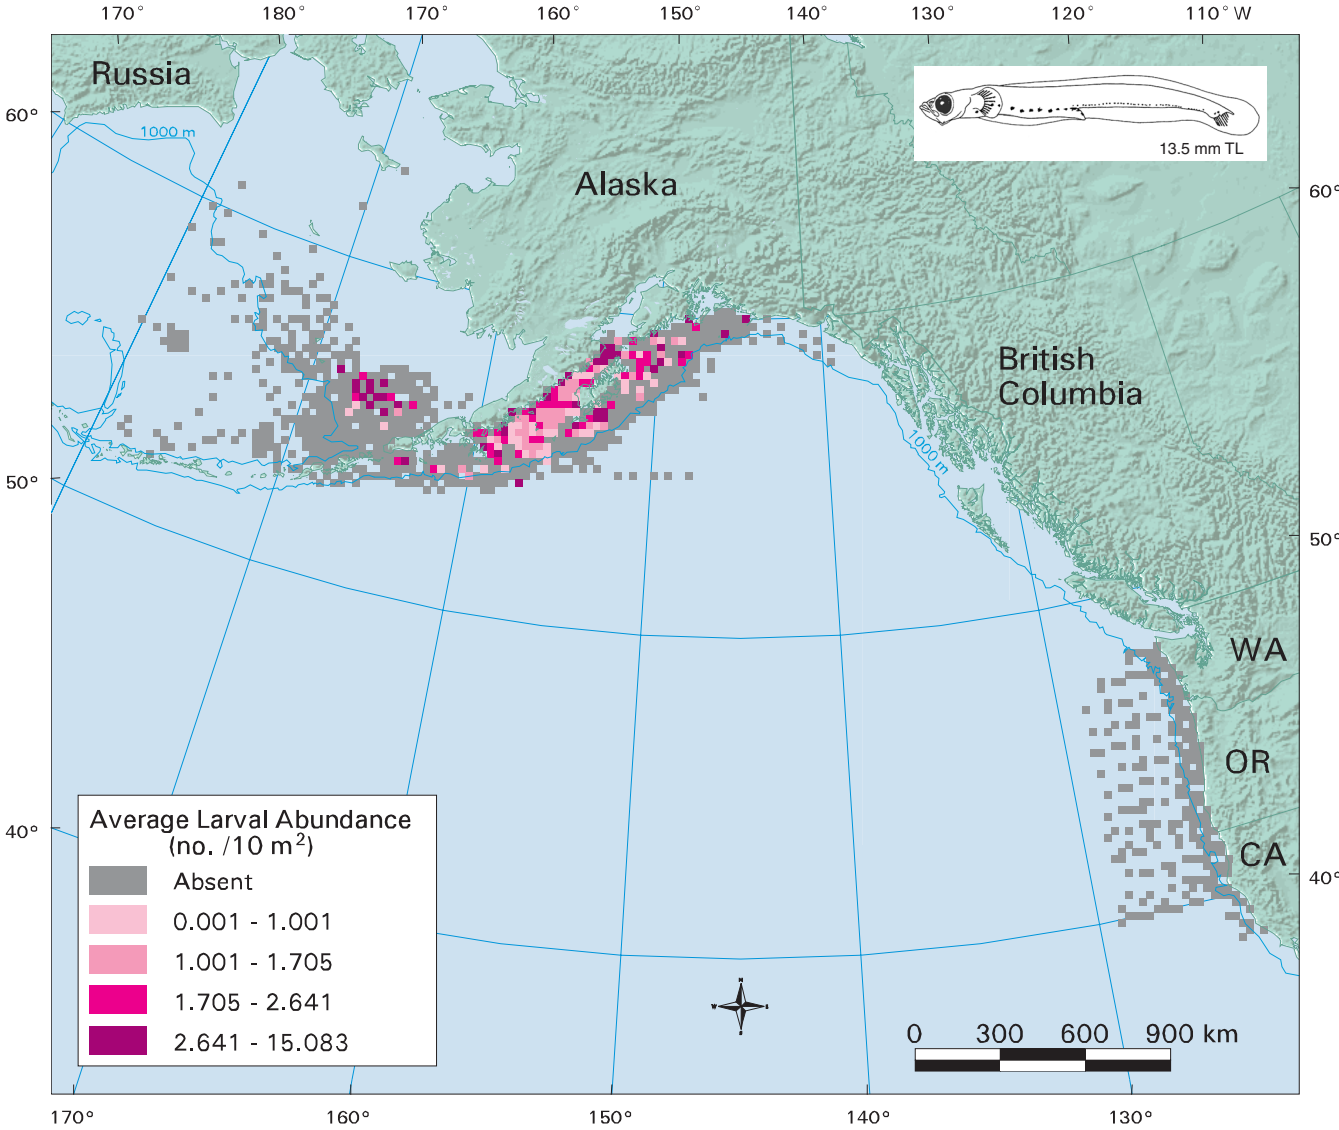 170° 180° 170° 160° 150° 140° 130° 120° 110° W
Russia
60°
1000 m
13.5 mm TL
Alaska
60°
British
Columbia
1000 m
50°
50°
WA
OR
CA
40°
40°
Average Larval Abundance
(no. /10 m²)
Absent
0.001 - 1.001
1.001 - 1.705
1.705 - 2.641
2.641 - 15.083
0 300 600 900 km
170° 160° 150° 140° 130°